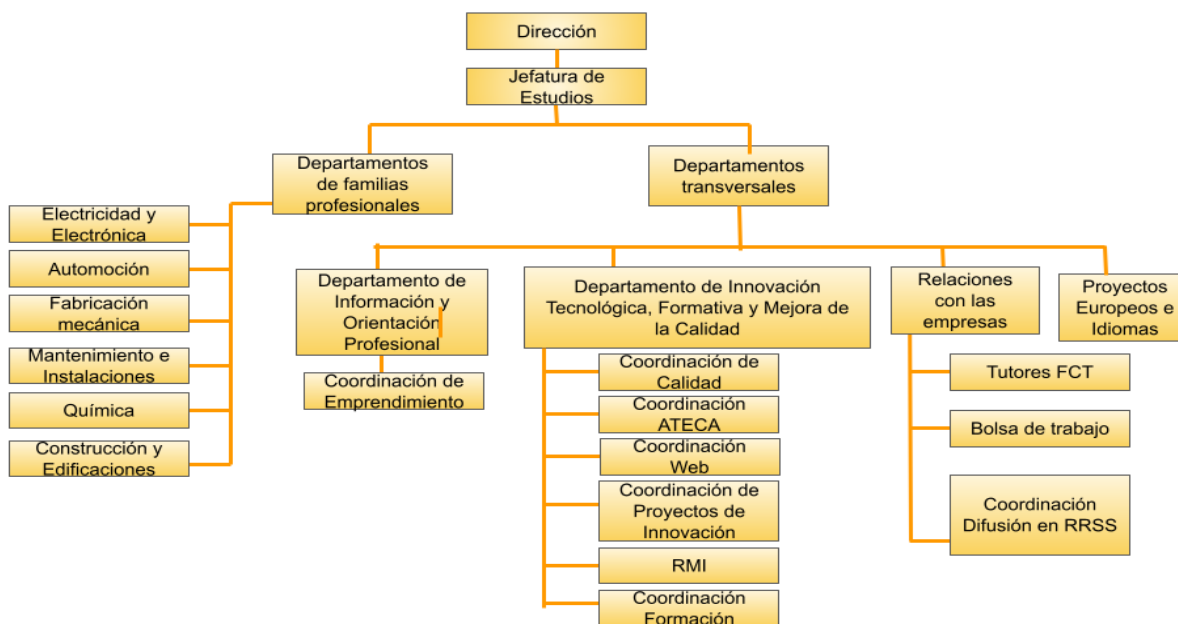 Dirección
Jefatura de
Estudios
Departamentos
de familias
profesionales
Departamentos
transversales
Electricidad y
Electrónica
Automoción
Fabricación
mecánica
Mantenimiento e
Instalaciones
Química
Construcción y
Edificaciones
Departamento de
Información y
Orientación
Profesional
Coordinación de
Emprendimiento
Departamento de Innovación
Tecnológica, Formativa y Mejora de
la Calidad
Coordinación de
Calidad
Coordinación
ATECA
Coordinación
Web
Coordinación de
Proyectos de
Innovación
RMI
Coordinación
Formación
Relaciones
con las
empresas
Tutores FCT
Bolsa de trabajo
Coordinación
Difusión en RRSS
Proyectos
Europeos e
Idiomas